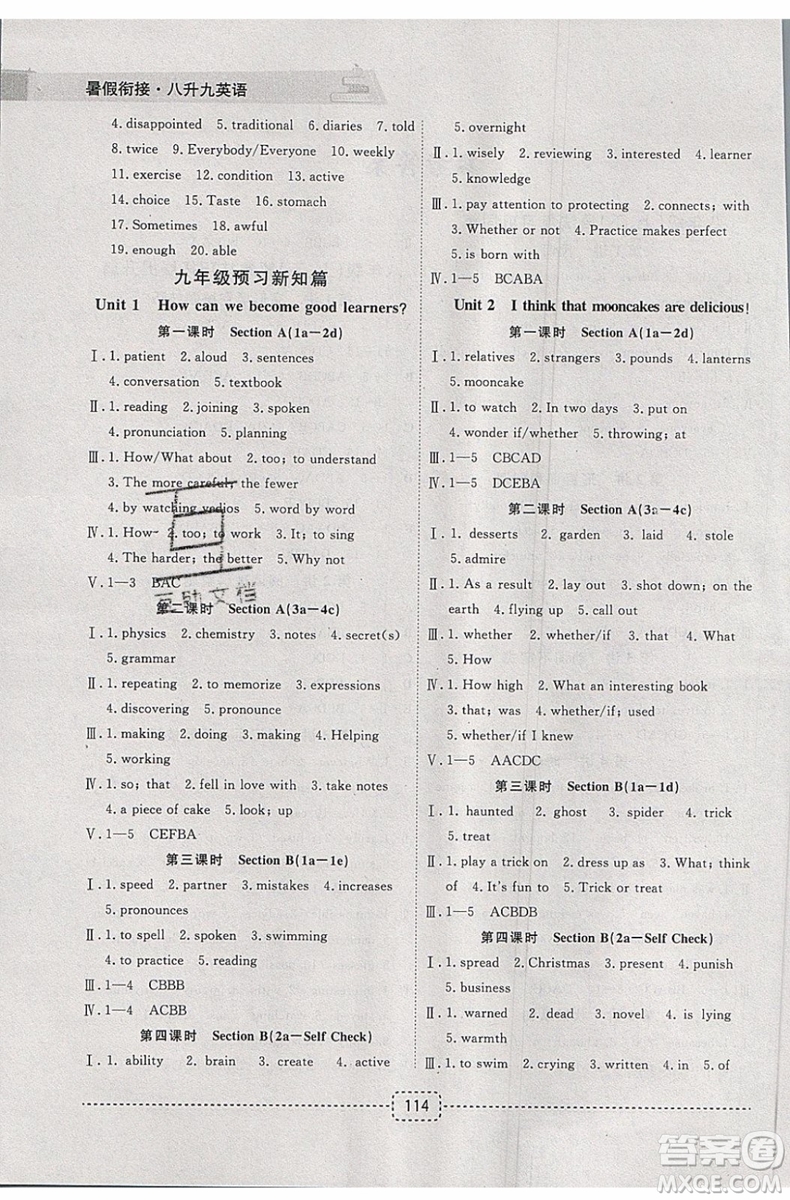 暑假衔接·八升九英语
4. disappointed 5. traditional 6. diaries 7. told
8. twice 9. Everybody/Everyone 10. weekly
11. exercise 12. condition 13. active
14. choice 15. Taste 16. stomach
17. Sometimes 18. awful
19. enough 20. able
九年级预习新知篇
Unit 1 How can we become good learners?
第一课时 Section A(1a—2d)
Ⅰ. 1. patient 2. aloud 3. sentences
4. conversation 5. textbook
Ⅱ. 1. reading 2. joining 3. spoken
4. pronunciation 5. planning
Ⅲ. 1. How/What about 2. too; to understand
3. The more careful, the fewer
4. by watching vedios 5. word by word
Ⅳ. 1. How 2. too; to work 3. It; to sing
4. The harder; the better 5. Why not
Ⅴ. 1—3 BAC
第二课时 Section A(3a—4c)
Ⅰ. 1. physics 2. chemistry 3. notes 4. secret(s)
5. grammar
Ⅱ. 1. repeating 2. to memorize 3. expressions
4. discovering 5. pronounce
Ⅲ. 1. making 2. doing 3. making 4. Helping
5. working
Ⅳ. 1. so; that 2. fell in love with 3. take notes
4. a piece of cake 5. look; up
Ⅴ. 1—5 CEFBA
第三课时 Section B(1a—1e)
Ⅰ. 1. speed 2. partner 3. mistakes 4. increases
5. pronounces
Ⅱ. 1. to spell 2. spoken 3. swimming
4. to practice 5. reading
Ⅲ. 1—4 CBBB
Ⅳ. 1—4 ACBB
第四课时 Section B(2a—Self Check)
Ⅰ. 1. ability 2. brain 3. create 4. active
5. overnight
Ⅱ. 1. wisely 2. reviewing 3. interested 4. learner
5. knowledge
Ⅲ. 1. pay attention to protecting 2. connects; with
3. Whether or not 4. Practice makes perfect
5. is born with
Ⅳ. 1—5 BCABA
Unit 2 I think that mooncakes are delicious!
第一课时 Section A(1a—2d)
Ⅰ. 1. relatives 2. strangers 3. pounds 4. lanterns
5. mooncake
Ⅱ. 1. to watch 2. In two days 3. put on
4. wonder if/whether 5. throwing; at
Ⅲ. 1—5 CBCAD
Ⅳ. 1—5 DCEBA
第二课时 Section A(3a—4c)
Ⅰ. 1. desserts 2. garden 3. laid 4. stole
5. admire
Ⅱ. 1. As a result 2. lay out 3. shot down; on the
earth 4. flying up 5. call out
Ⅲ. 1. whether 2. whether/if 3. that 4. What
5. How
Ⅳ. 1. How high 2. What an interesting book
3. that; was 4. whether/if; used
5. whether/if I knew
Ⅴ. 1—5 AACDC
第三课时 Section B(1a—1d)
Ⅰ. 1. haunted 2. ghost 3. spider 4. trick
5. treat
Ⅱ. 1. play a trick on 2. dress up as 3. What; think
of 4. It's fun to 5. Trick or treat
Ⅲ. 1—5 ACBDB
第四课时 Section B(2a—Self Check)
Ⅰ. 1. spread 2. Christmas 3. present 4. punish
5. business
Ⅱ. 1. warned 2. dead 3. novel 4. is lying
5. warmth
Ⅲ. 1. to swim 2. crying 3. written 4. in 5. of
114
互助文档
答案圈
MXQE.COM